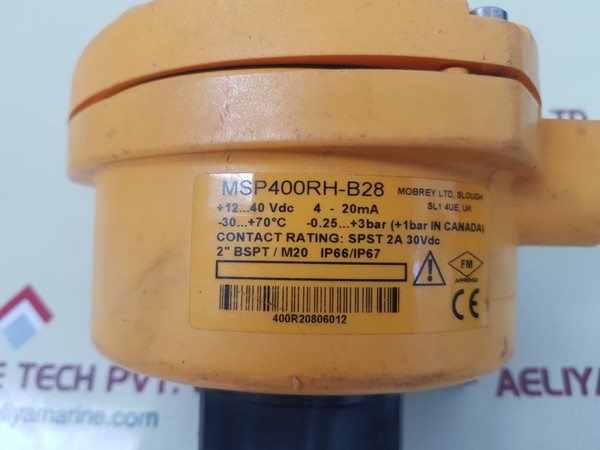 MSP400RH-B28
MOBREY LTD, SLOUGH
SL1 4UE, UK
+12...40 Vdc 4 - 20mA
-30...+70°C -0.25...+3bar (+1bar IN CANADA)
CONTACT RATING: SPST 2A 30Vdc
2" BSPT / M20 IP66/IP67
FM
APPROVED
CE
400R20806012
E TECH PVT.
AELIYA
aeliyamarine.com